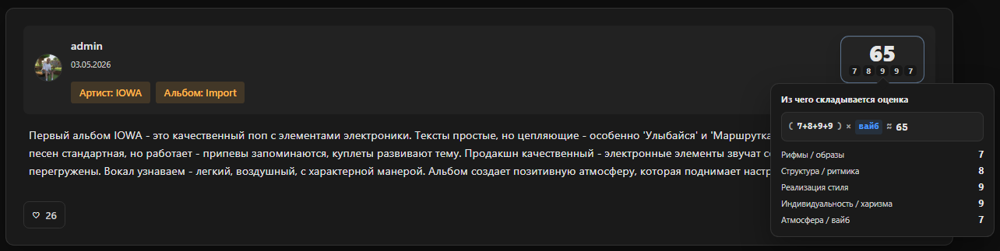 admin
03.05.2026
Артист: IOWA
Альбом: Import
65
7 8 9 9 7
Из чего складывается оценка
( 7+8+9+9 ) × вайб ≈ 65
Рифмы / образы 7
Структура / ритмика 8
Реализация стиля 9
Индивидуальность / харизма 9
Атмосфера / вайб 7
Первый альбом IOWA - это качественный поп с элементами электроники. Тексты простые, но цепляющие - особенно 'Улыбайся' и 'Маршрутка
песен стандартная, но работает - припевы запоминаются, куплеты развивают тему. Продакшн качественный - электронные элементы звучат
перегружены. Вокал узнаваем - легкий, воздушный, с характерной манерой. Альбом создает позитивную атмосферу, которая поднимает
26